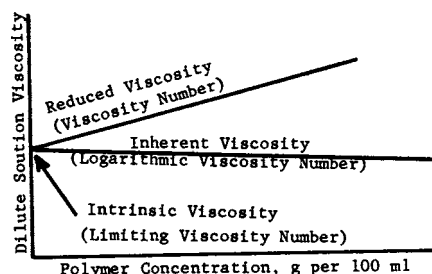 Dilute Soution Viscosity
Reduced Viscosity
(Viscosity Number)
Inherent Viscosity
(Logarithmic Viscosity Number)
Intrinsic Viscosity
(Limiting Viscosity Number)
Polymer Concentration, g per 100 ml